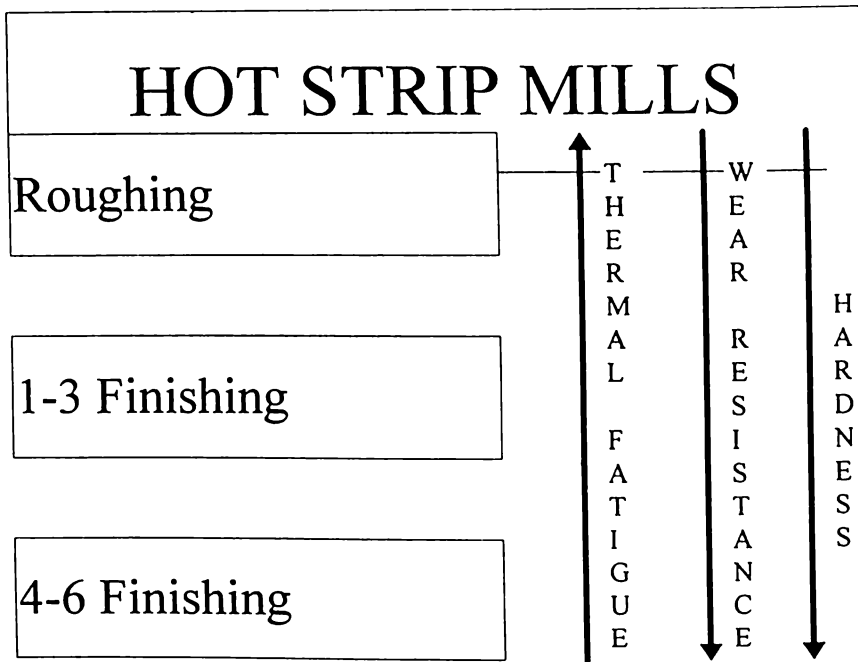 HOT STRIP MILLS
Roughing
1-3 Finishing
4-6 Finishing
THERMAL FATIGUE
WEAR RESISTANCE
HARDNESS